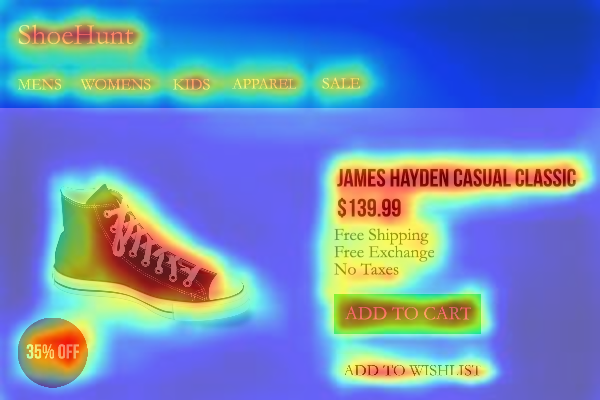 ShoeHunt
MENS WOMENS KIDS APPAREL SALE
JAMES HAYDEN CASUAL CLASSIC
$139.99
Free Shipping
Free Exchange
No Taxes
ADD TO CART
35% OFF
ADD TO WISHLIST